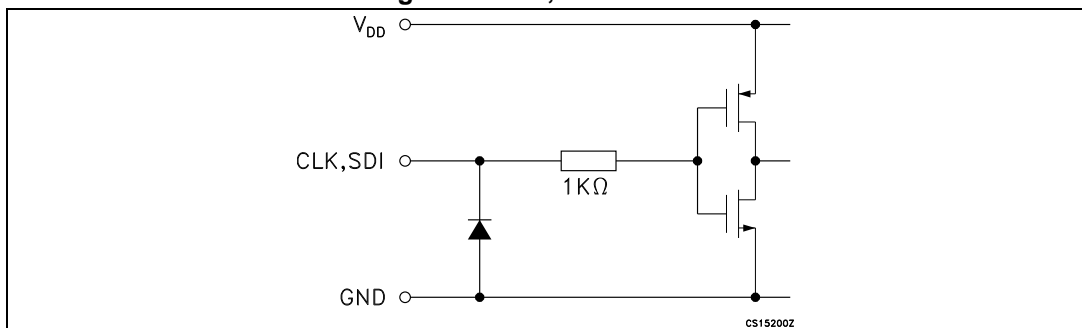 V_DD
CLK,SDI
1KΩ
GND
CS15200Z